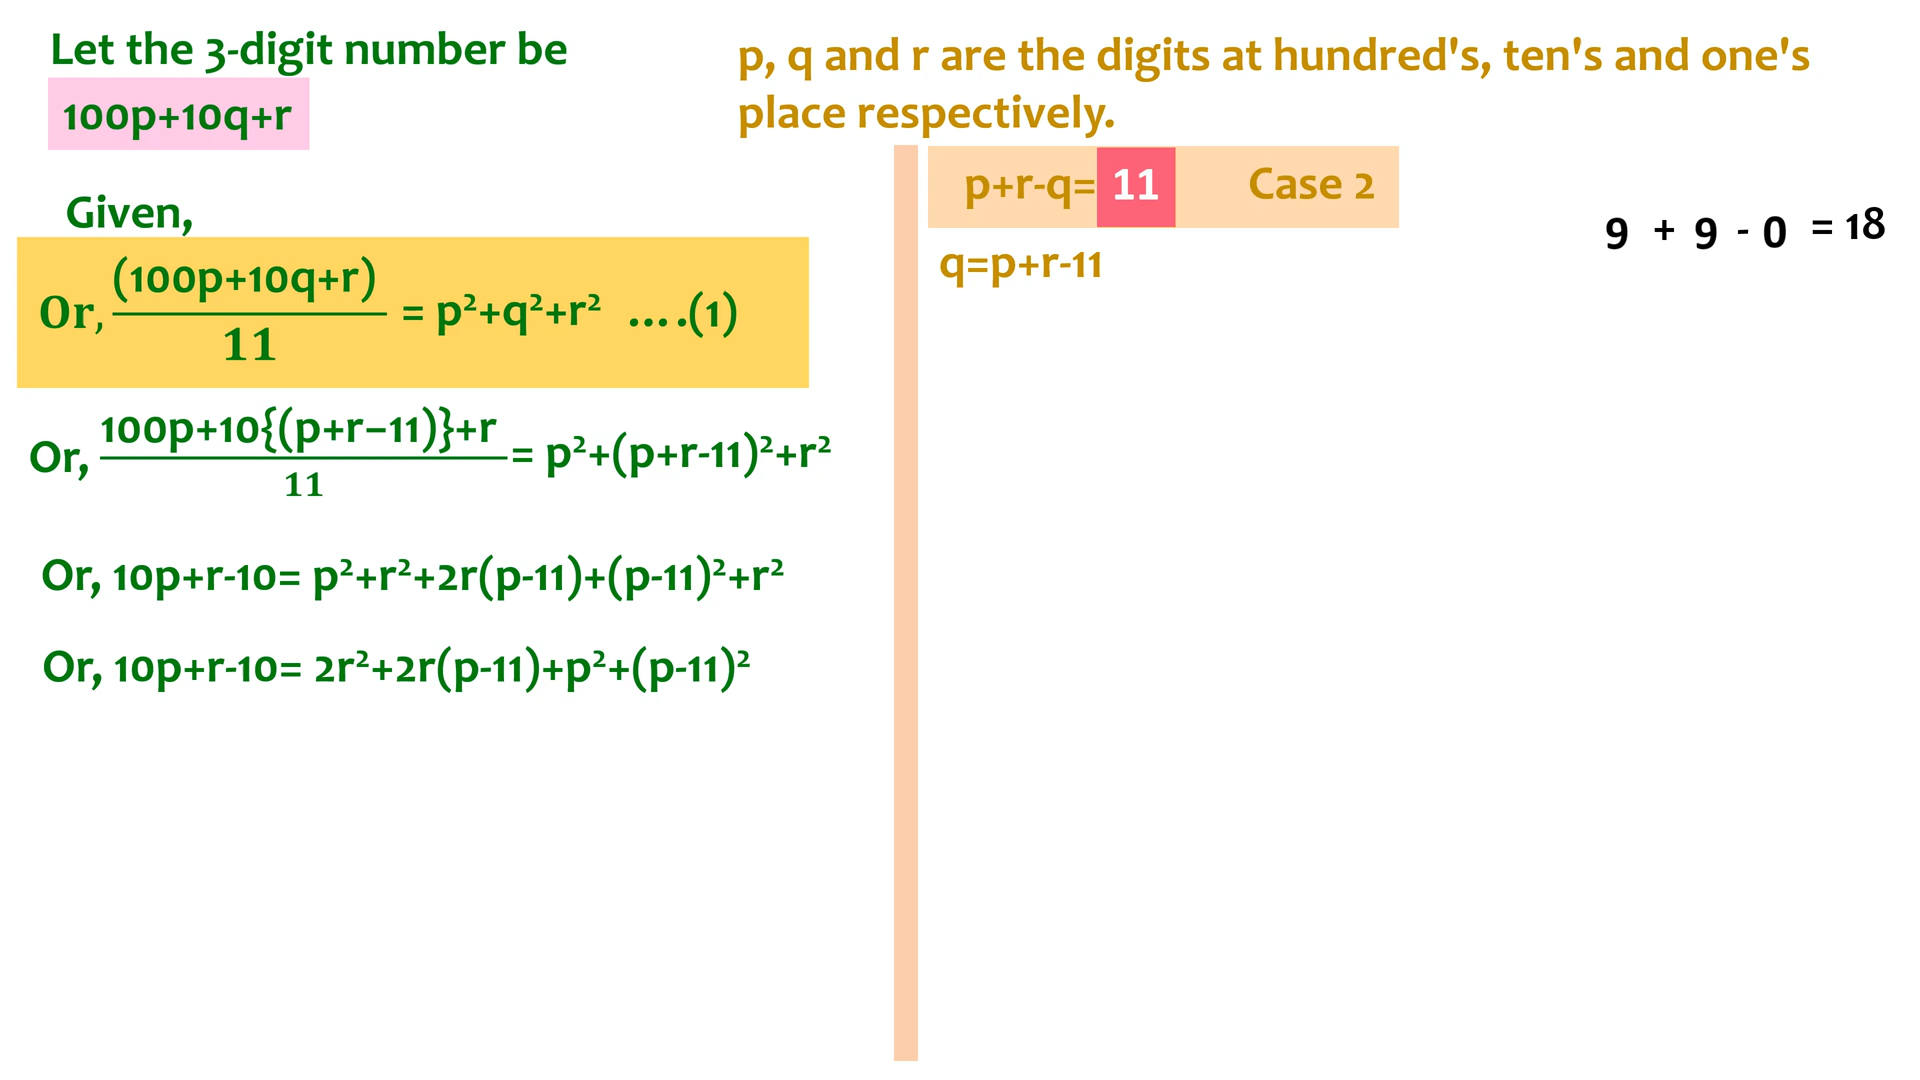 Let the 3-digit number be
100p+10q+r
p, q and r are the digits at hundred's, ten's and one's
place respectively.
Given,
Or, (100p+10q+r)/11 = p²+q²+r² ....(1)
Or, 100p+10{(p+r−11)}+r/11 = p²+(p+r-11)²+r²
Or, 10p+r-10= p²+r²+2r(p-11)+(p-11)²+r²
Or, 10p+r-10= 2r²+2r(p-11)+p²+(p-11)²
p+r-q= 11 Case 2
q=p+r-11
9 + 9 - 0 = 18